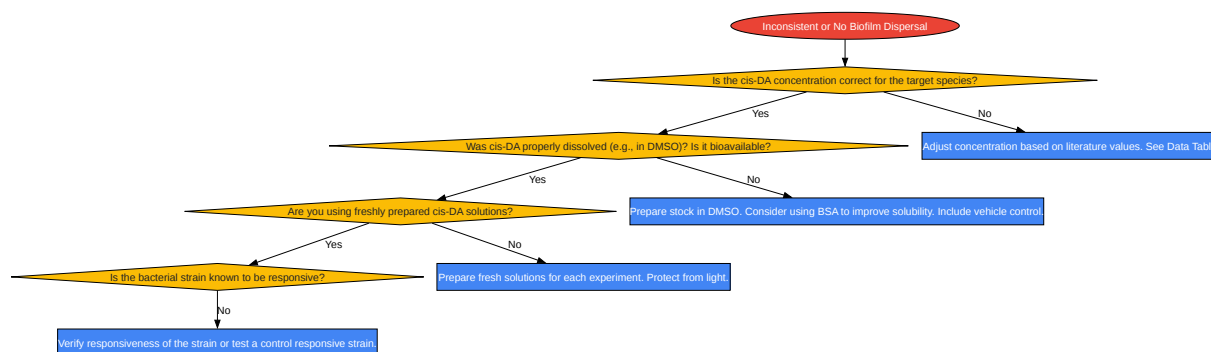 Inconsistent or No Biofilm Dispersal
Is the cis-DA concentration correct for the target species?
Yes
No
Was cis-DA properly dissolved (e.g., in DMSO)? Is it bioavailable?
Adjust concentration based on literature values. See Data Tabl
Yes
No
Are you using freshly prepared cis-DA solutions?
Prepare stock in DMSO. Consider using BSA to improve solubility. Include vehicle control.
Yes
No
Is the bacterial strain known to be responsive?
Prepare fresh solutions for each experiment. Protect from light.
No
Verify responsiveness of the strain or test a control responsive strain.